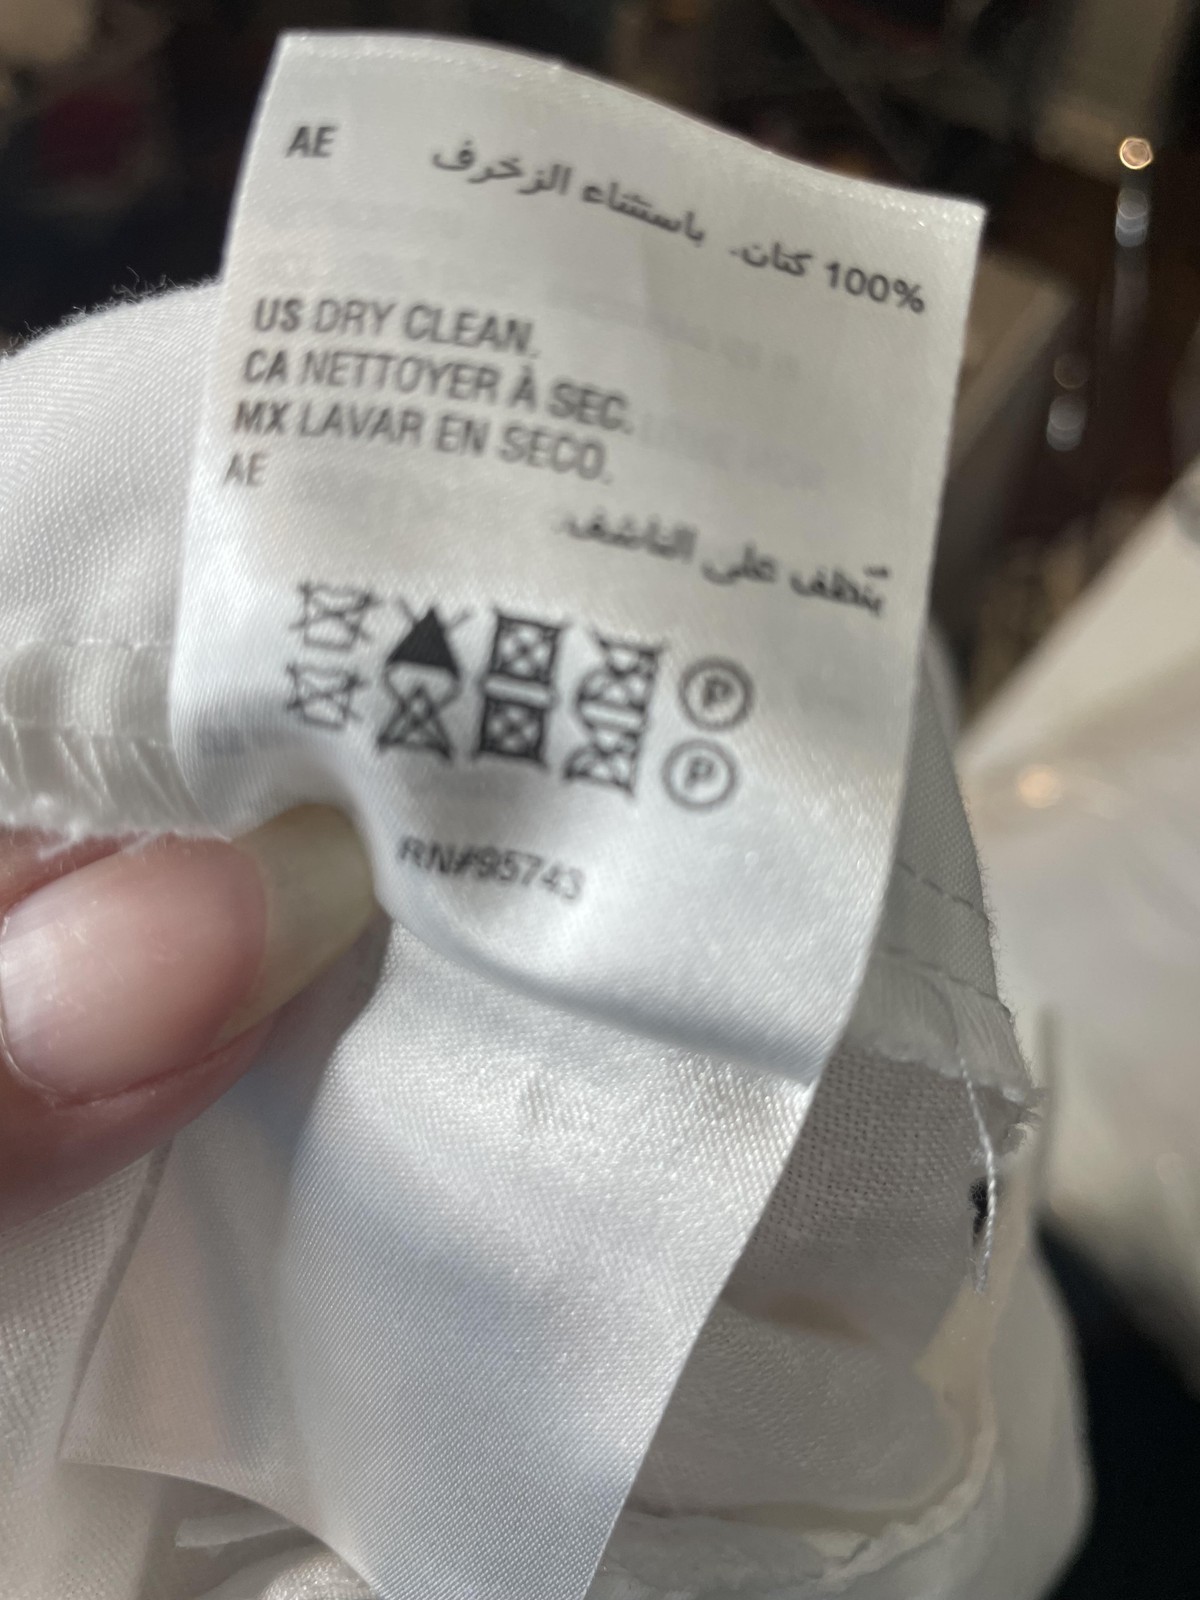 AE
100% كتان. باستثناء الزخرف
US DRY CLEAN.
CA NETTOYER À SEC.
MX LAVAR EN SECO.
AE
يُنظف على الناشف.
P
P
RN#95743